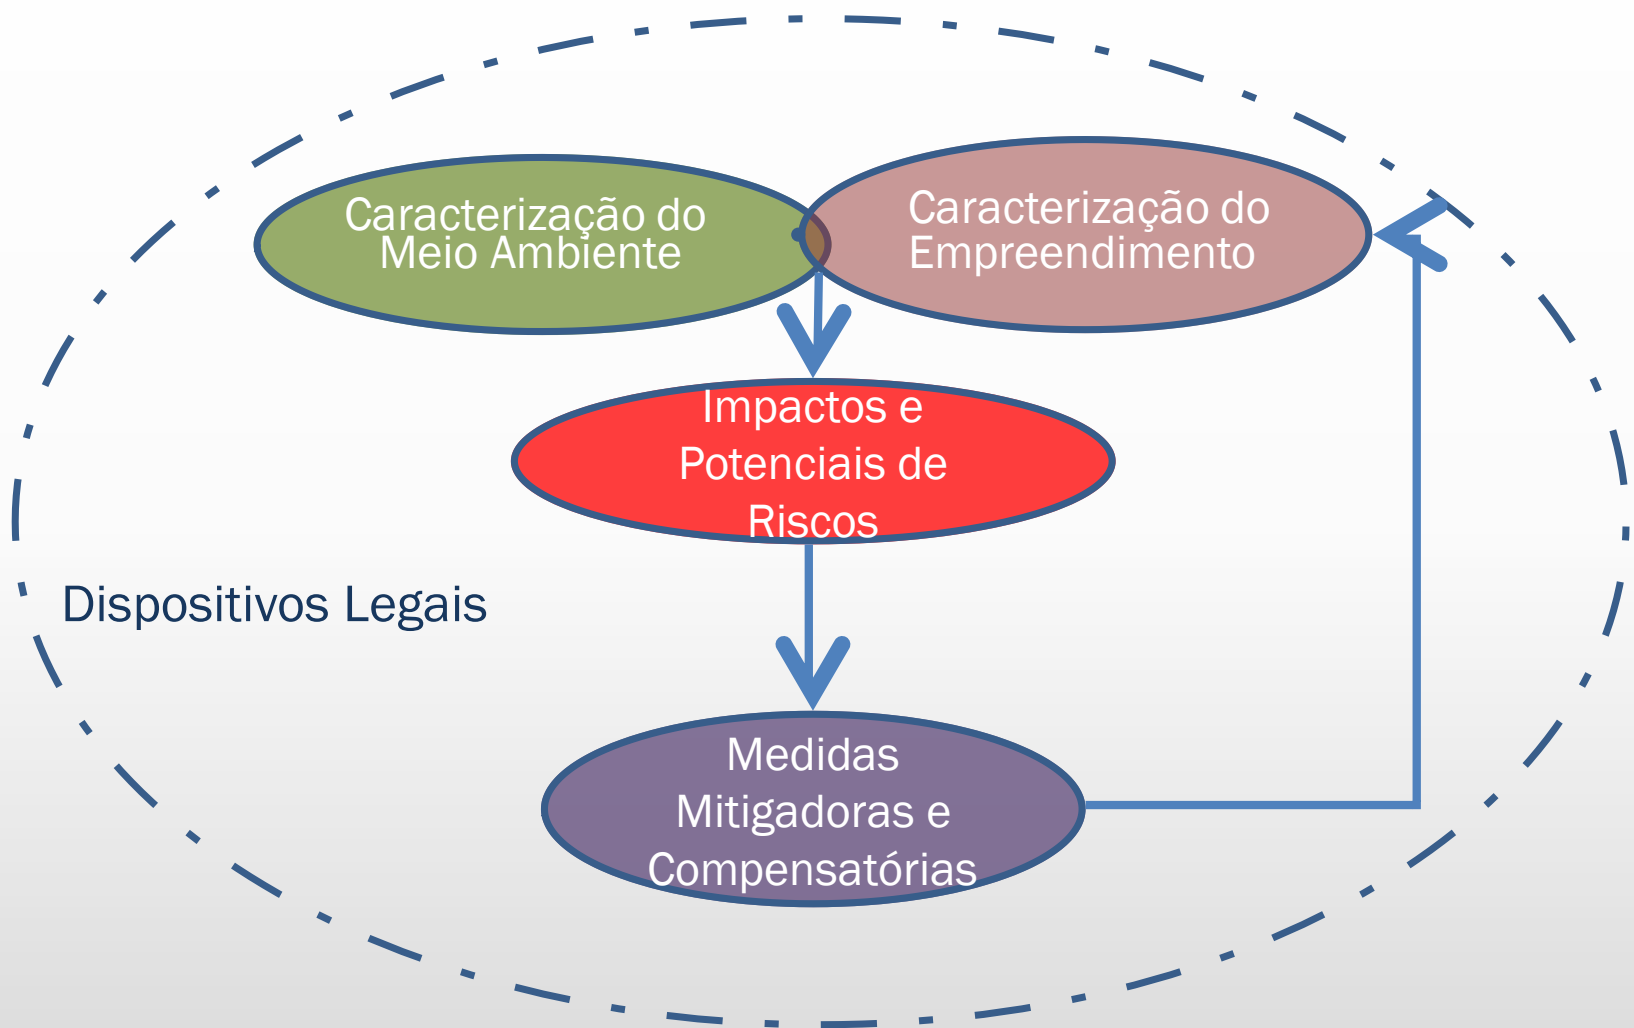 Caracterização do
Meio Ambiente
Caracterização do
Empreendimento
Impactos e
Potenciais de
Riscos
Dispositivos Legais
Medidas
Mitigadoras e
Compensatórias